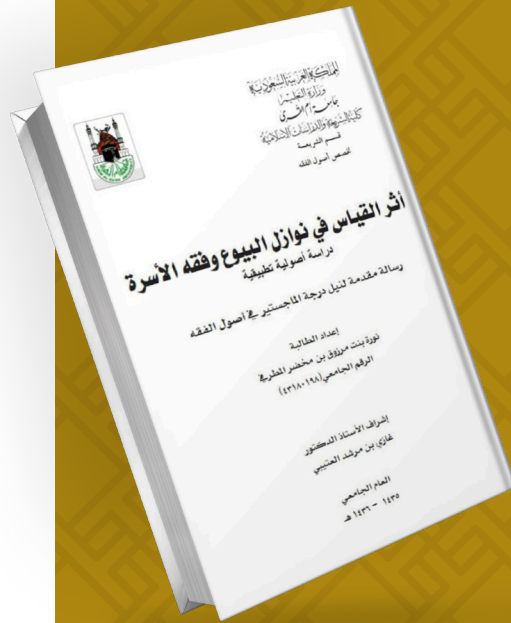 المملكة العربية السعودية
وزارة التعليم
جامعة أم القرى
كلية الشريعة والدراسات الإسلامية
قسم الشريعة
تخصص أصول الفقه
أثر القياس في نوازل البيوع وفقه الأسرة
دراسة أصولية تطبيقية
رسالة مقدمة لنيل درجة الماجستير في أصول الفقه
إعداد الطالبة
نورة بنت مرزوق بن مخضر المطرفي
الرقم الجامعي (٤٣١٨٠١٩٨)
إشراف الأستاذ الدكتور
غازي بن مرشد العتيبي
العام الجامعي
١٤٣٥ - ١٤٣٦ هـ